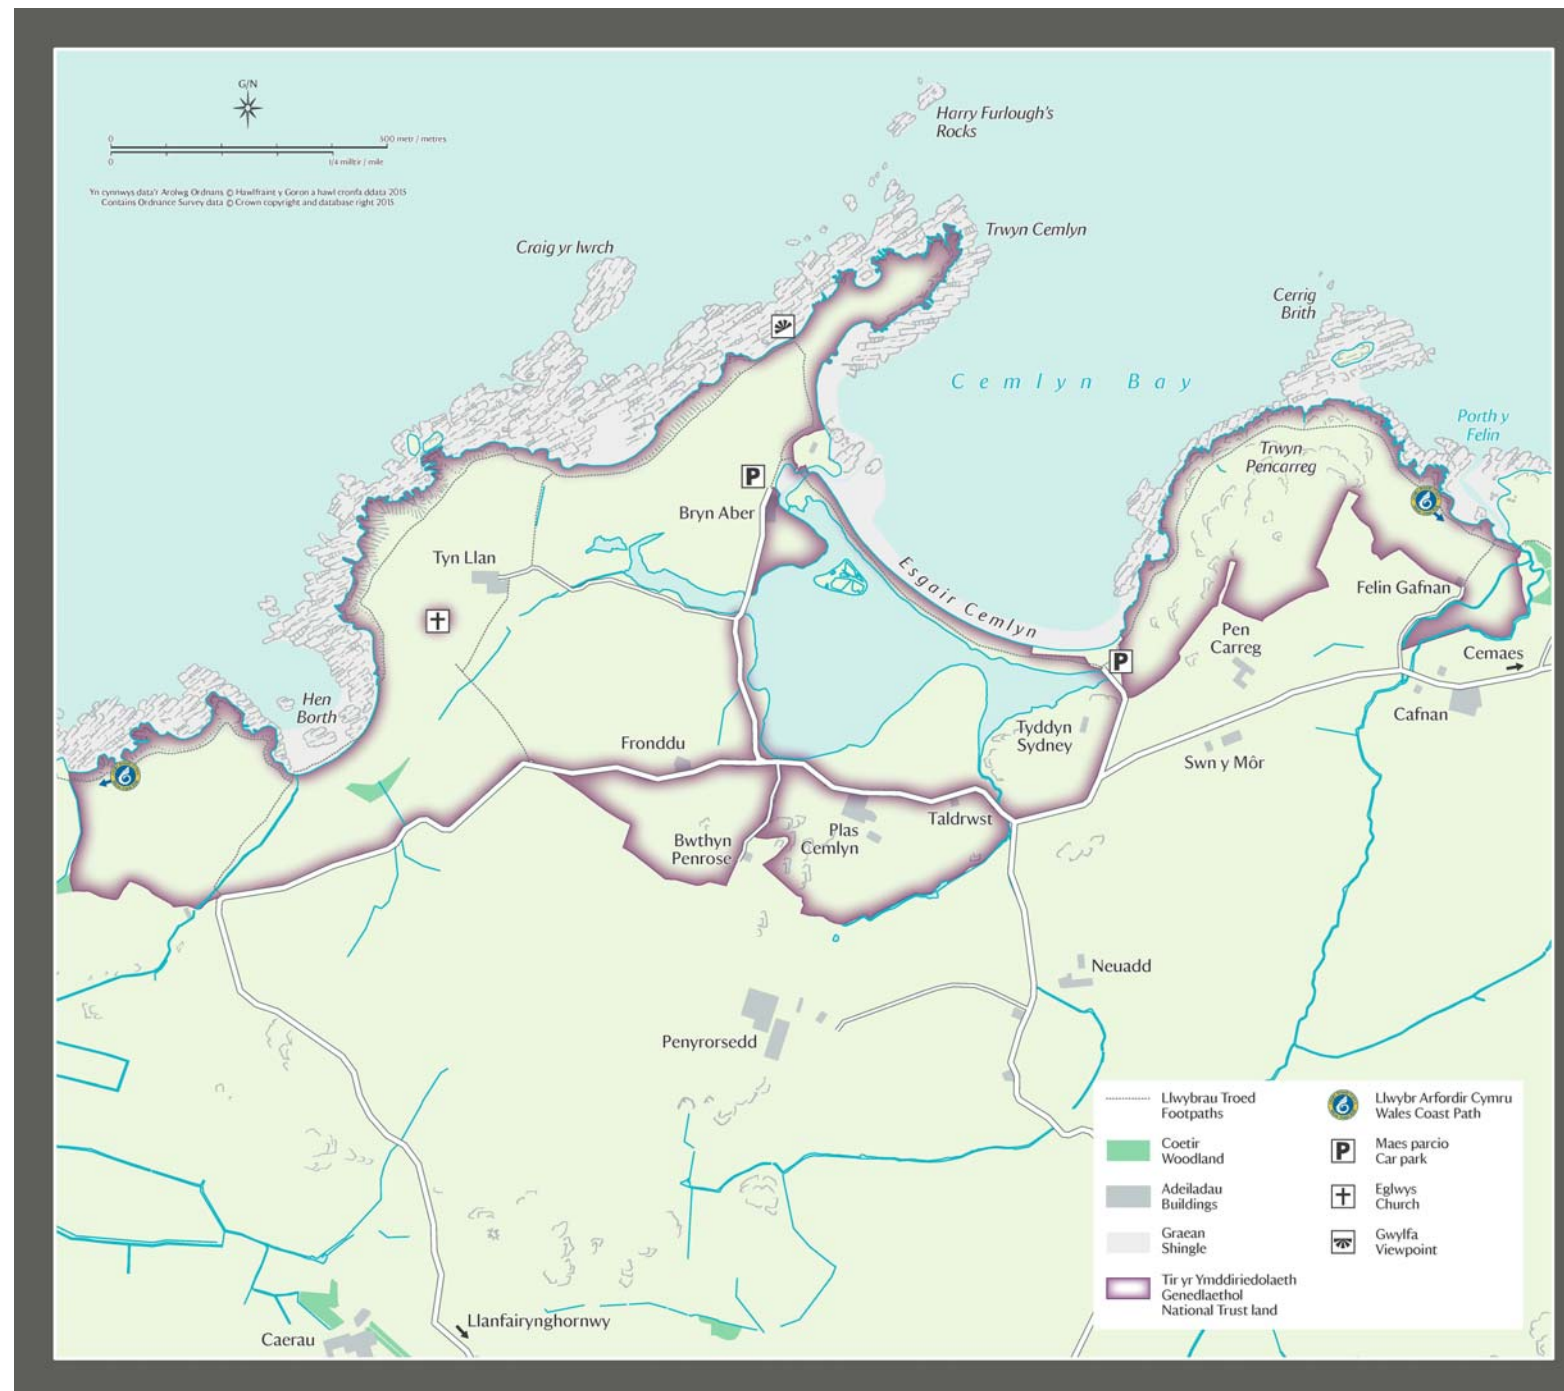 G/N
0
500 metr / metres
0
1/4 milltir / mile
Yn cynnwys data'r Arolwg Ordnans © Hawlfraint y Goron a hawl cronfa ddata 2015
Contains Ordnance Survey data © Crown copyright and database right 2015
Harry Furlough's
Rocks
Trwyn Cemlyn
Craig yr Iwrch
Cerrig
Brith
Cemlyn Bay
Porth y
Felin
Trwyn
Pencarreg
P
Bryn Aber
Tyn Llan
Esgair Cemlyn
Felin Gafnan
Pen
Carreg
Cemaes
P
Hen
Borth
Cafnan
Fronddu
Tyddyn
Sydney
Swn y Môr
Bwthyn
Penrose
Plas
Cemlyn
Taldrwst
Neuadd
Penyrorsedd
Llanfairynghornwy
Caerau
Llwybrau Troed
Footpaths
Coetir
Woodland
Adeiladau
Buildings
Graean
Shingle
Tir yr Ymddiriedolaeth
Genedlaethol
National Trust land
Llwybr Arfordir Cymru
Wales Coast Path
P
Maes parcio
Car park
Eglwys
Church
Gwylfa
Viewpoint